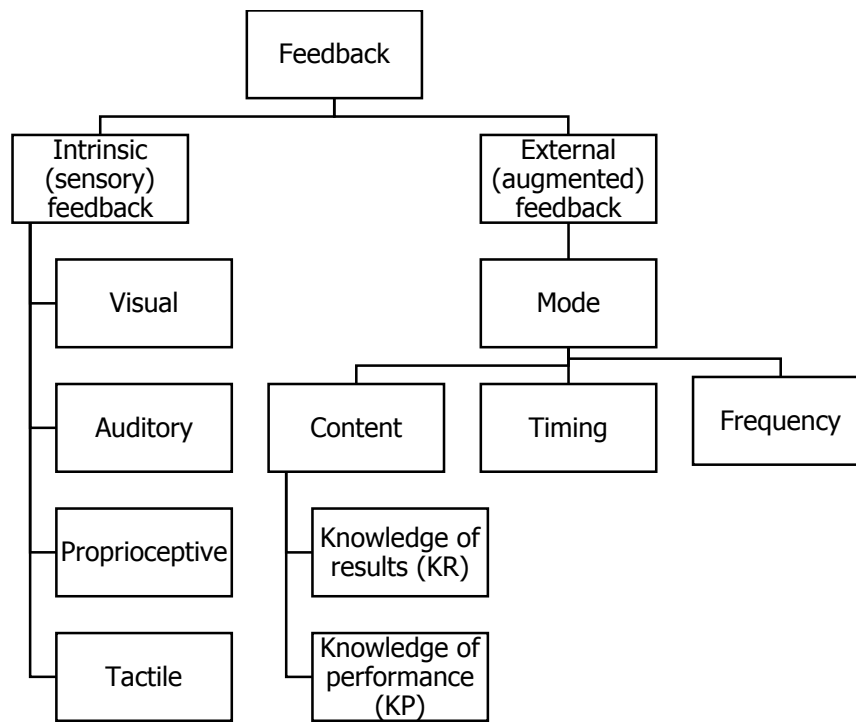 Feedback
Intrinsic
(sensory)
feedback
External
(augmented)
feedback
Visual
Mode
Auditory
Content
Timing
Frequency
Proprioceptive
Knowledge of
results (KR)
Tactile
Knowledge of
performance
(KP)